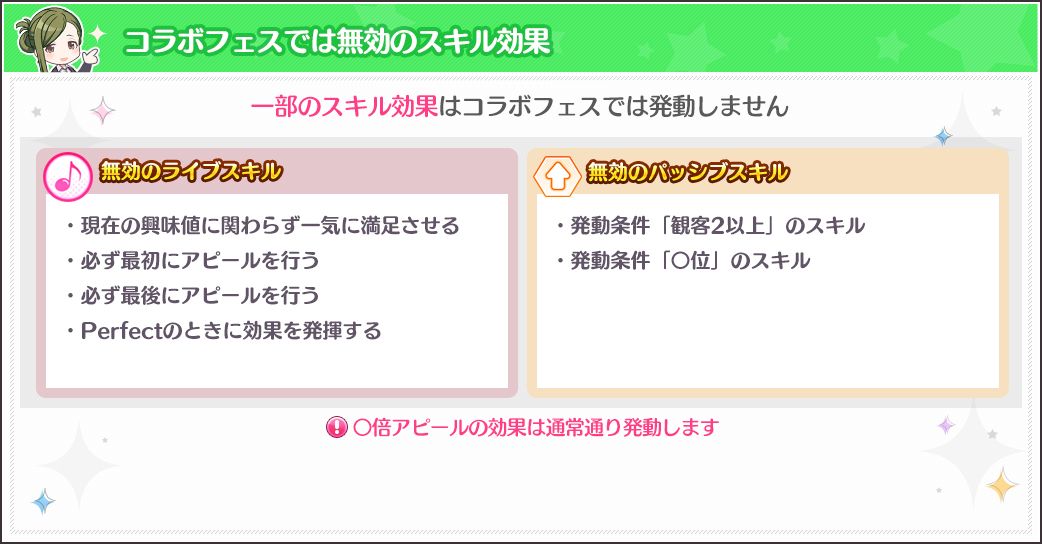 コラボフェスでは無効のスキル効果
一部のスキル効果はコラボフェスでは発動しません
無効のライブスキル
・現在の興味値に関わらず一気に満足させる
・必ず最初にアピールを行う
・必ず最後にアピールを行う
・Perfectのときに効果を発揮する
無効のパッシブスキル
・発動条件「観客2以上」のスキル
・発動条件「〇位」のスキル
〇倍アピールの効果は通常通り発動します